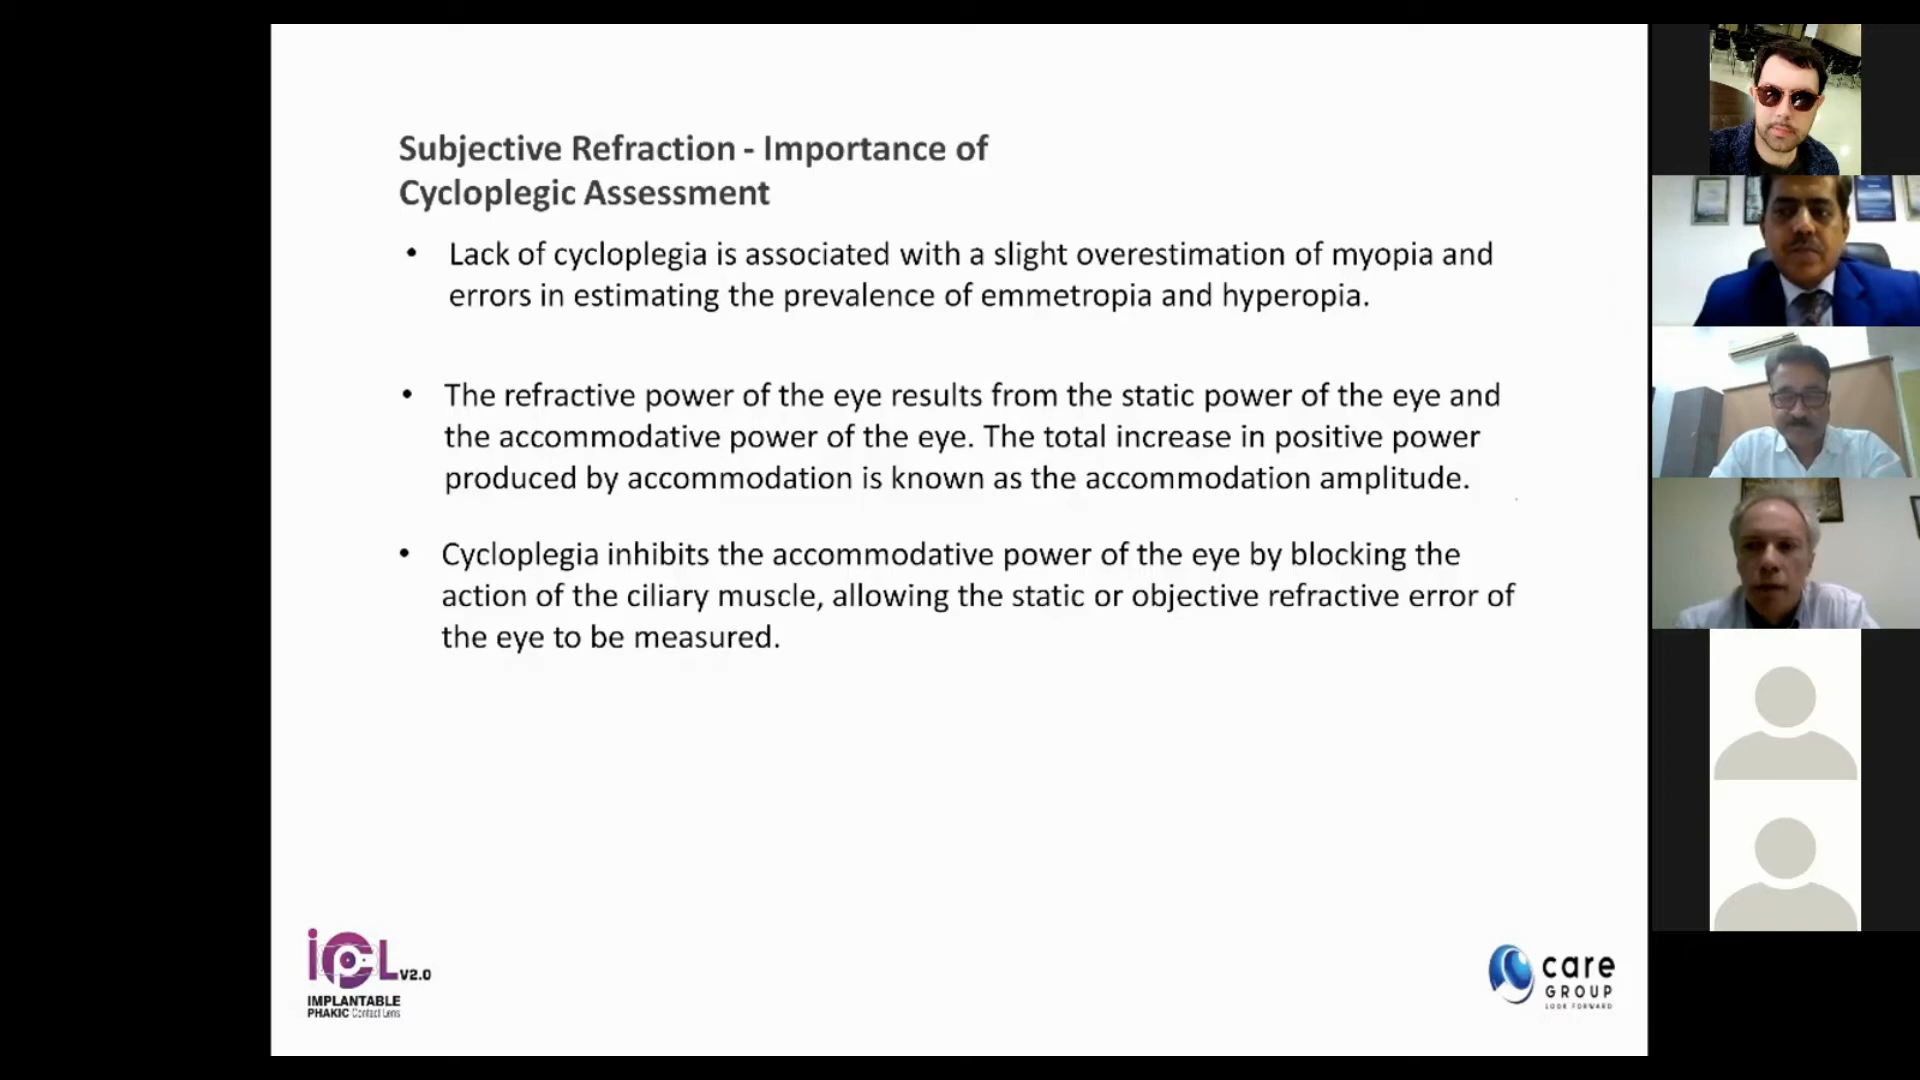 Subjective Refraction - Importance of
Cycloplegic Assessment
• Lack of cycloplegia is associated with a slight overestimation of myopia and
errors in estimating the prevalence of emmetropia and hyperopia.
• The refractive power of the eye results from the static power of the eye and
the accommodative power of the eye. The total increase in positive power
produced by accommodation is known as the accommodation amplitude.
• Cycloplegia inhibits the accommodative power of the eye by blocking the
action of the ciliary muscle, allowing the static or objective refractive error of
the eye to be measured.
ipcL V2.0
IMPLANTABLE
PHAKIC Contact Lens
care
GROUP
LOOK FORWARD